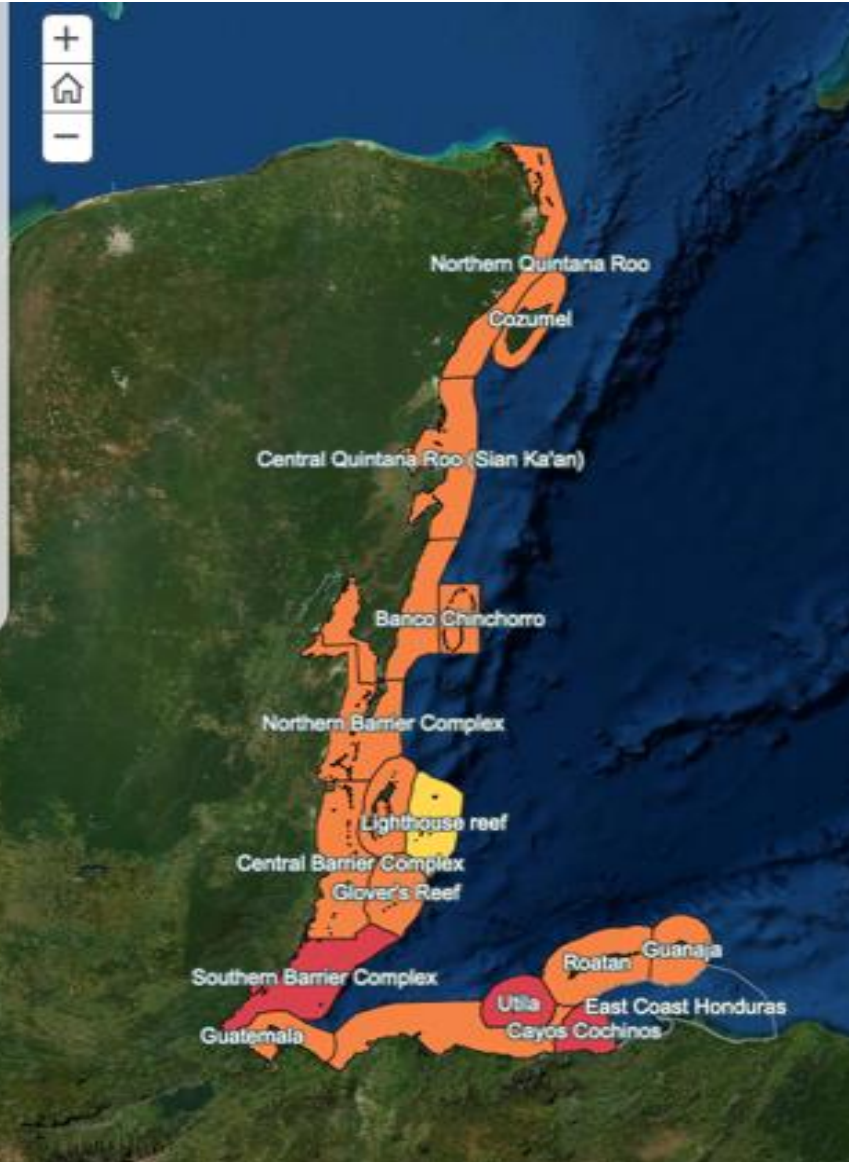 +
−
Northern Quintana Roo
Cozumel
Central Quintana Roo (Sian Ka'an)
Banco Chinchorro
Northern Barrier Complex
Lighthouse reef
Central Barrier Complex
Glover's Reef
Guanaja
Roatan
Southern Barrier Complex
Utila
East Coast Honduras
Cayos Cochinos
Guatemala